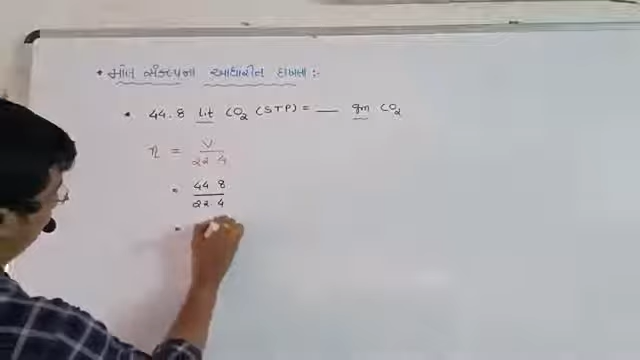 • મોલ સંકલ્પના આધારીત દાખલા :-
• 44.8 lit CO₂ (STP) = ___ gm CO₂
n = V / 22.4
= 44.8 / 22.4
=